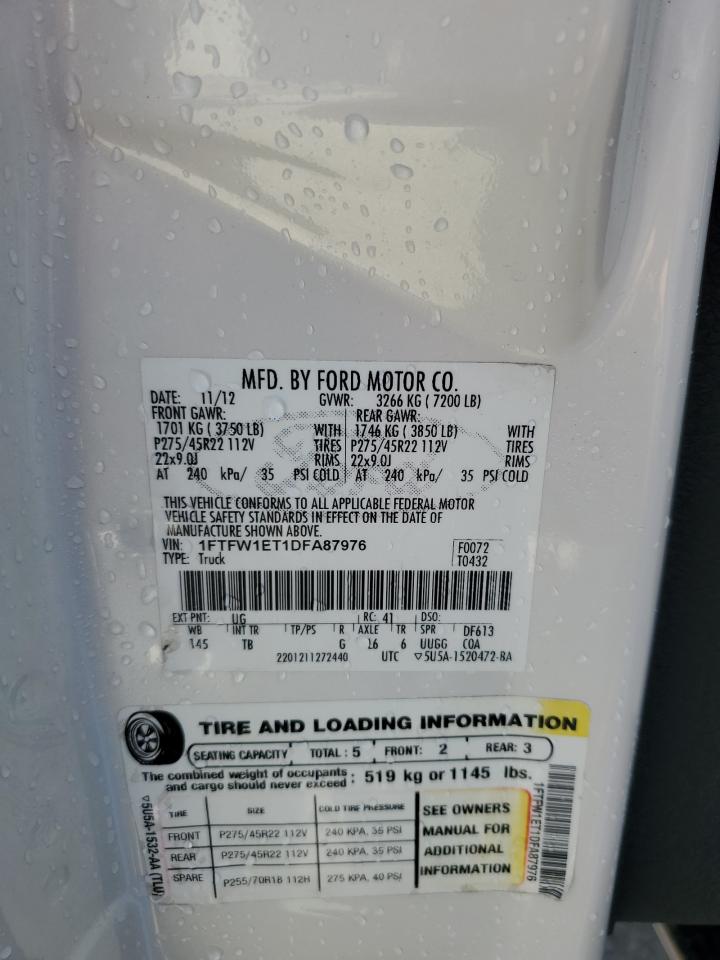 MFD. BY FORD MOTOR CO.
DATE: 11/12 GVWR: 3266 KG ( 7200 LB)
FRONT GAWR: REAR GAWR:
1701 KG ( 3750 LB) WITH 1746 KG ( 3850 LB) WITH
P275/45R22 112V TIRES P275/45R22 112V TIRES
22x9.0J RIMS 22x9.0J RIMS
AT 240 kPa/ 35 PSI COLD AT 240 kPa/ 35 PSI COLD
THIS VEHICLE CONFORMS TO ALL APPLICABLE FEDERAL MOTOR
VEHICLE SAFETY STANDARDS IN EFFECT ON THE DATE OF
MANUFACTURE SHOWN ABOVE.
VIN: 1FTFW1ET1DFA87976 F0072
TYPE: Truck T0432
EXT PNT: UG RC: 41 DSO:
WB INT TR TP/PS R AXLE TR SPR DF613
145 TB G 6 UUGG COA
2201211272440 UTC ▽5U5A-1520472-BA
TIRE AND LOADING INFORMATION
SEATING CAPACITY TOTAL : 5 FRONT: 2 REAR: 3
The combined weight of occupants
and cargo should never exceed : 519 kg or 1145 lbs.
TIRE SIZE COLD TIRE PRESSURE
FRONT P275/45R22 112V 240 KPA, 35 PSI
REAR P275/45R22 112V 240 KPA, 35 PSI
SPARE P255/70R18 112H 275 KPA, 40 PSI
SEE OWNERS
MANUAL FOR
ADDITIONAL
INFORMATION
▽5U5A-1532-AA (TLU)
1FTFW1ET1DFA87976